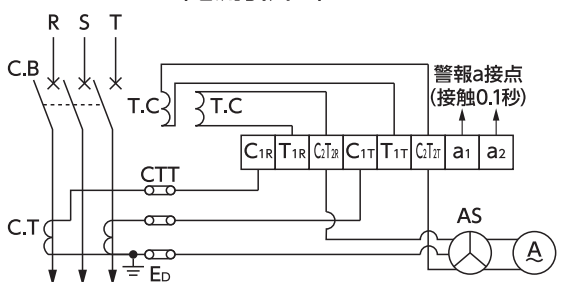 R S T
C.B
T.C T.C
警報a接点
(接触0.1秒)
C1R T1R C2T2R C1T T1T C2T2T a1 a2
CTT
C.T
AS
A
ED